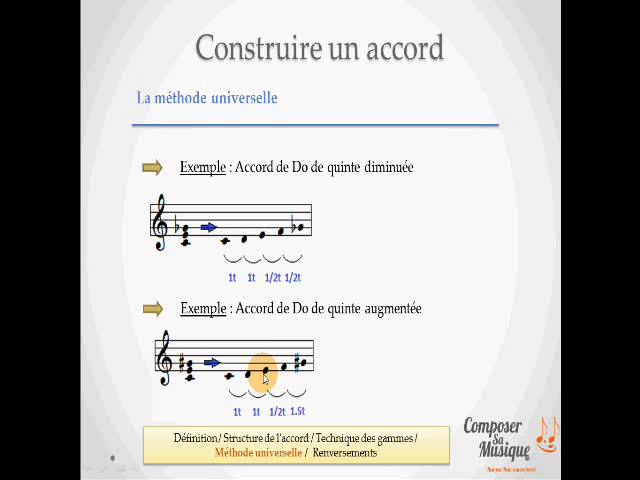 Construire un accord
La méthode universelle
Exemple : Accord de Do de quinte diminuée
1t 1t 1/2t 1/2t
Exemple : Accord de Do de quinte augmentée
1t 1t 1/2t 1.5t
Définition / Structure de l'accord / Technique des gammes /
Méthode universelle / Renversements
Composer
Sa
Musique